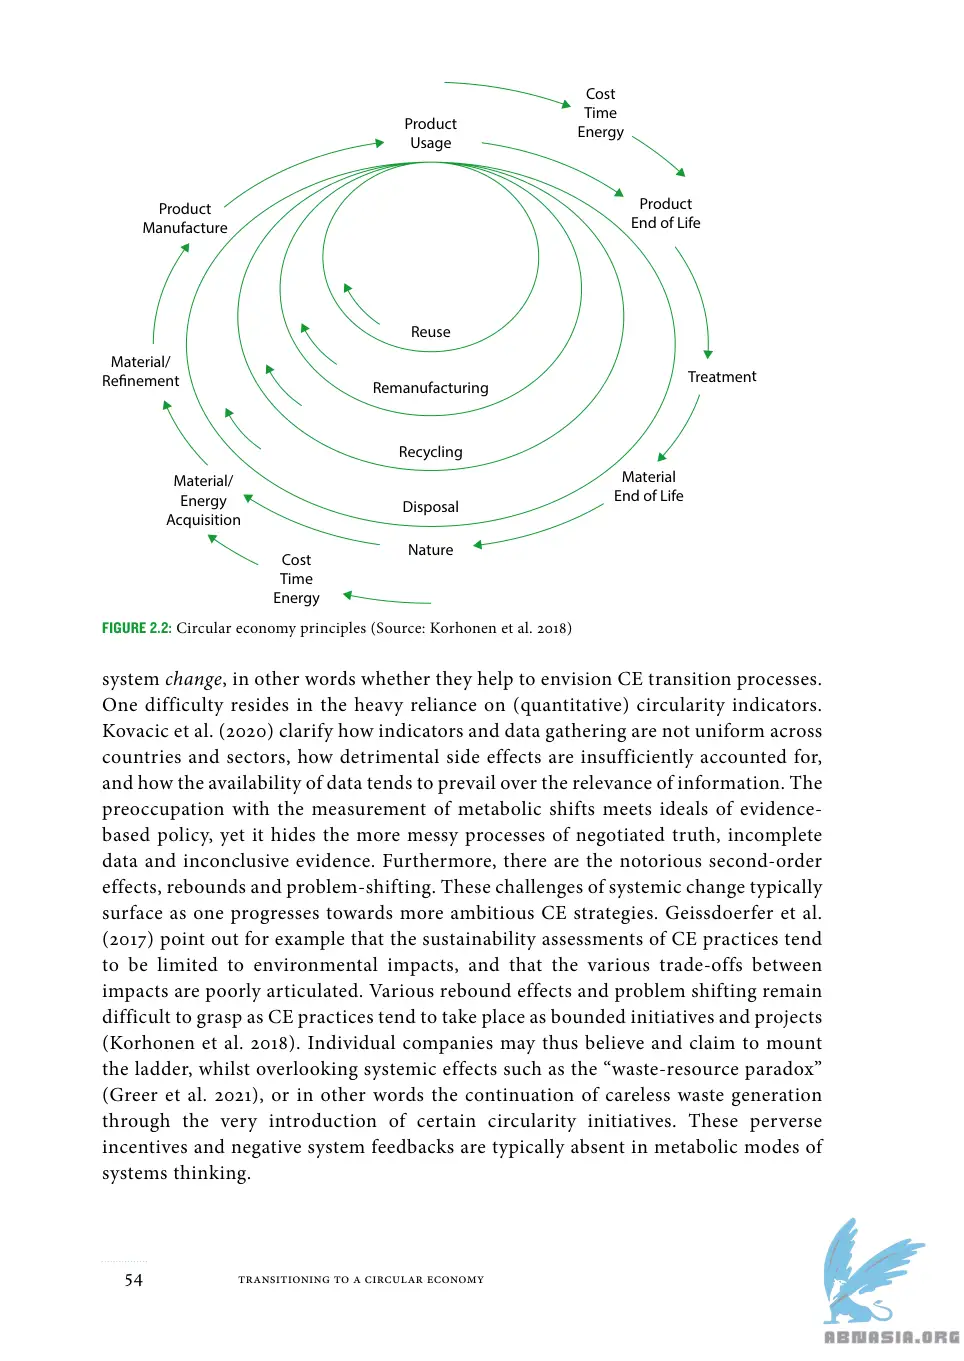 Cost
Time
Energy
Product
Usage
Product
End of Life
Product
Manufacture
Reuse
Material/
Refinement
Treatment
Remanufacturing
Recycling
Material/
Energy
Acquisition
Material
End of Life
Disposal
Nature
Cost
Time
Energy
FIGURE 2.2: Circular economy principles (Source: Korhonen et al. 2018)
system change, in other words whether they help to envision CE transition processes.
One difficulty resides in the heavy reliance on (quantitative) circularity indicators.
Kovacic et al. (2020) clarify how indicators and data gathering are not uniform across
countries and sectors, how detrimental side effects are insufficiently accounted for,
and how the availability of data tends to prevail over the relevance of information. The
preoccupation with the measurement of metabolic shifts meets ideals of evidence-
based policy, yet it hides the more messy processes of negotiated truth, incomplete
data and inconclusive evidence. Furthermore, there are the notorious second-order
effects, rebounds and problem-shifting. These challenges of systemic change typically
surface as one progresses towards more ambitious CE strategies. Geissdoerfer et al.
(2017) point out for example that the sustainability assessments of CE practices tend
to be limited to environmental impacts, and that the various trade-offs between
impacts are poorly articulated. Various rebound effects and problem shifting remain
difficult to grasp as CE practices tend to take place as bounded initiatives and projects
(Korhonen et al. 2018). Individual companies may thus believe and claim to mount
the ladder, whilst overlooking systemic effects such as the “waste-resource paradox”
(Greer et al. 2021), or in other words the continuation of careless waste generation
through the very introduction of certain circularity initiatives. These perverse
incentives and negative system feedbacks are typically absent in metabolic modes of
systems thinking.
54 TRANSITIONING TO A CIRCULAR ECONOMY
ABNASIA.ORG